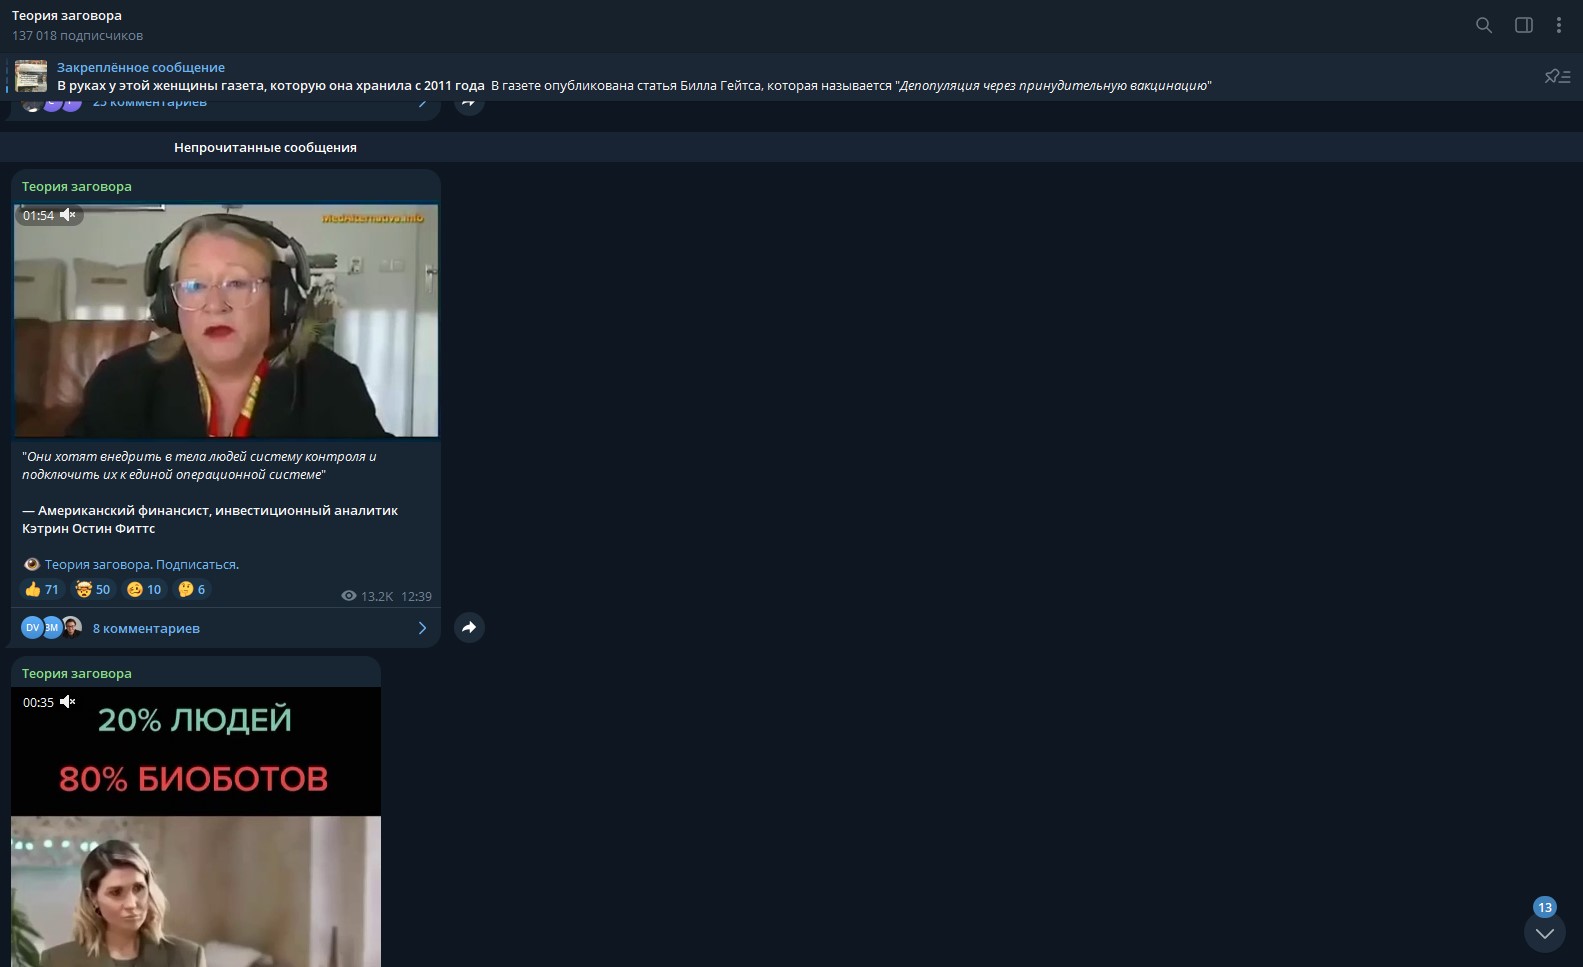 Теория заговора
137 018 подписчиков
Закреплённое сообщение
В руках у этой женщины газета, которую она хранила с 2011 года В газете опубликована статья Билла Гейтса, которая называется "Депопуляция через принудительную вакцинацию"
25 комментариев
Непрочитанные сообщения
Теория заговора
01:54
MedAlternativa.info
"Они хотят внедрить в тела людей систему контроля и
подключить их к единой операционной системе"
— Американский финансист, инвестиционный аналитик
Кэтрин Остин Фиттс
Теория заговора. Подписаться.
71 50 10 6
13.2K 12:39
DV ВМ 8 комментариев
Теория заговора
00:35
20% ЛЮДЕЙ
80% БИОБОТОВ
13